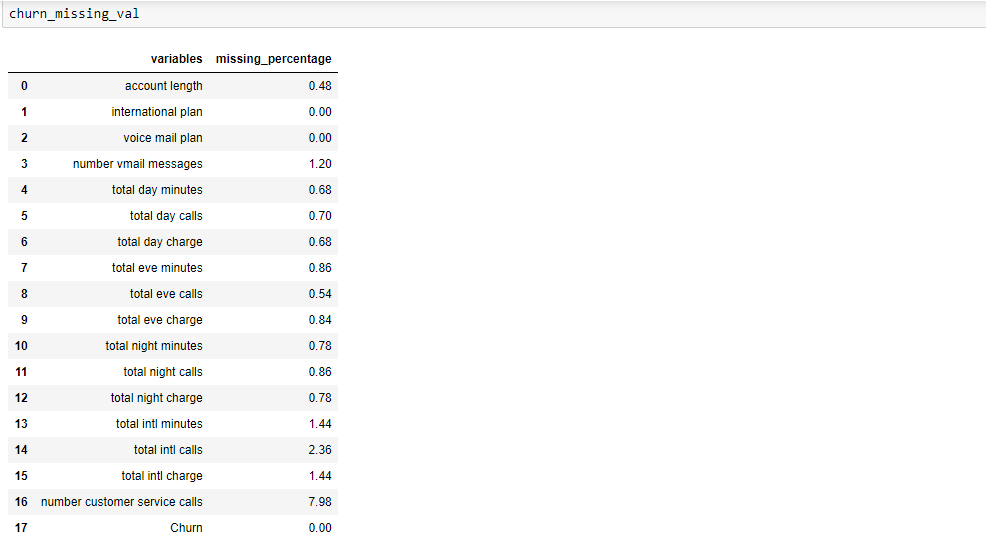 churn_missing_val
variables missing_percentage
0 account length 0.48
1 international plan 0.00
2 voice mail plan 0.00
3 number vmail messages 1.20
4 total day minutes 0.68
5 total day calls 0.70
6 total day charge 0.68
7 total eve minutes 0.86
8 total eve calls 0.54
9 total eve charge 0.84
10 total night minutes 0.78
11 total night calls 0.86
12 total night charge 0.78
13 total intl minutes 1.44
14 total intl calls 2.36
15 total intl charge 1.44
16 number customer service calls 7.98
17 Churn 0.00